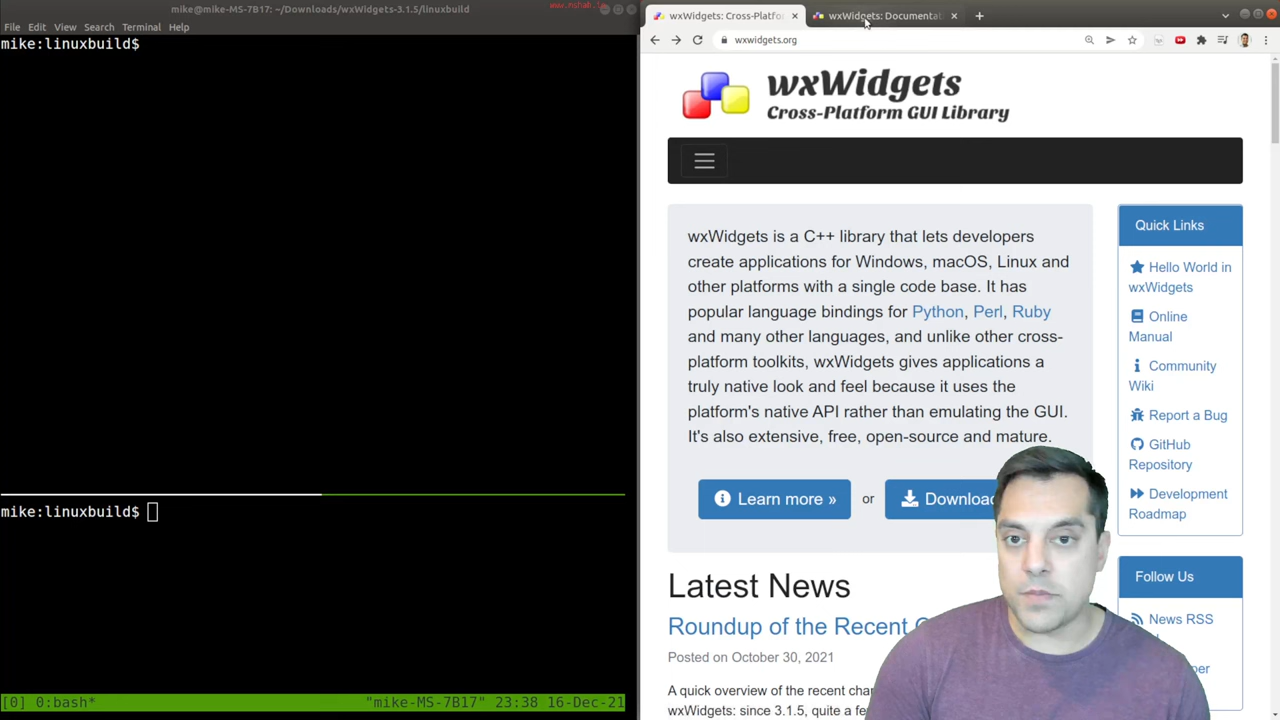 mike@mike-MS-7B17: ~/Downloads/wxWidgets-3.1.5/linuxbuild
File Edit View Search Terminal Help
mike:linuxbuild$
mike:linuxbuild$
[0] 0:bash* "mike-MS-7B17" 23:38 16-Dec-21
wxWidgets: Cross-Platfo
wxWidgets: Documentati
wxwidgets.org
wxWidgets
Cross-Platform GUI Library
wxWidgets is a C++ library that lets developers
create applications for Windows, macOS, Linux and
other platforms with a single code base. It has
popular language bindings for Python, Perl, Ruby
and many other languages, and unlike other cross-
platform toolkits, wxWidgets gives applications a
truly native look and feel because it uses the
platform's native API rather than emulating the GUI.
It's also extensive, free, open-source and mature.
Learn more » or Download
Latest News
Roundup of the Recent
Posted on October 30, 2021
A quick overview of the recent
wxWidgets: since 3.1.5, quite a
Quick Links
Hello World in
wxWidgets
Online
Manual
Community
Wiki
Report a Bug
GitHub
Repository
Development
Roadmap
Follow Us
News RSS